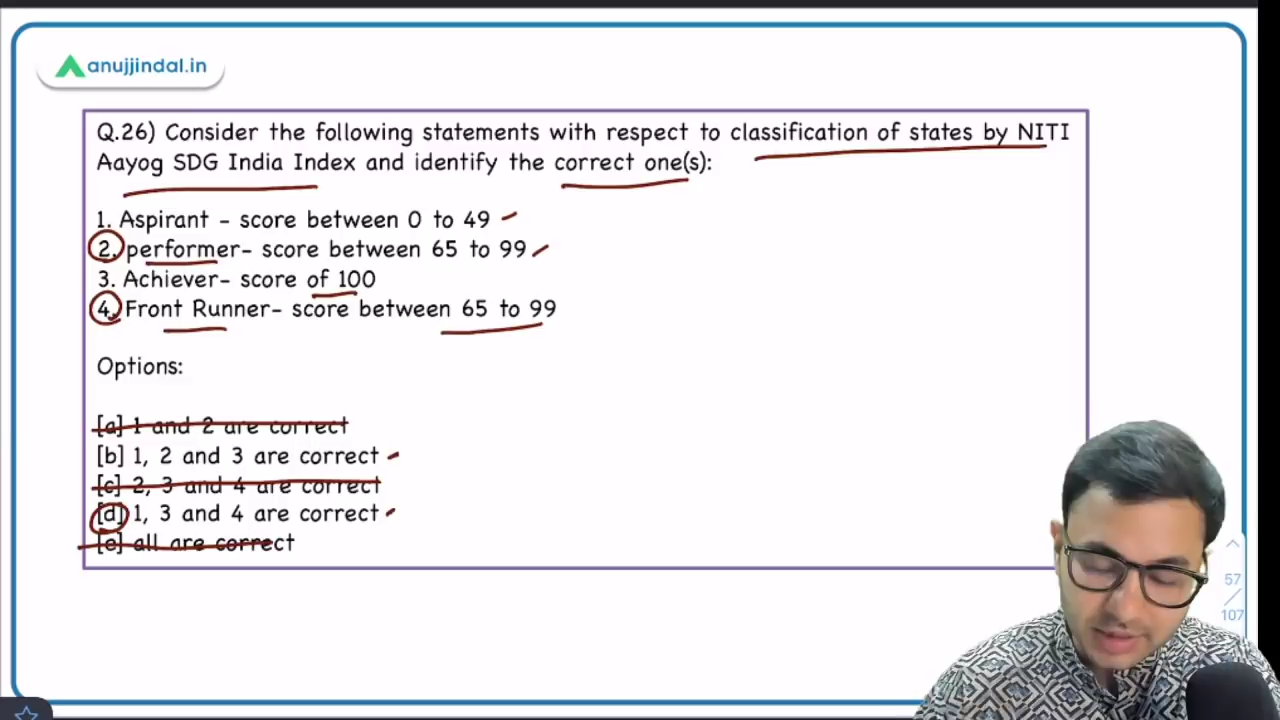 anujjindal.in
Q.26) Consider the following statements with respect to classification of states by NITI
Aayog SDG India Index and identify the correct one(s):
1. Aspirant - score between 0 to 49
2. performer- score between 65 to 99
3. Achiever- score of 100
4. Front Runner- score between 65 to 99
Options:
[a] 1 and 2 are correct
[b] 1, 2 and 3 are correct
[c] 2, 3 and 4 are correct
[d] 1, 3 and 4 are correct
[e] all are correct
57
/
107